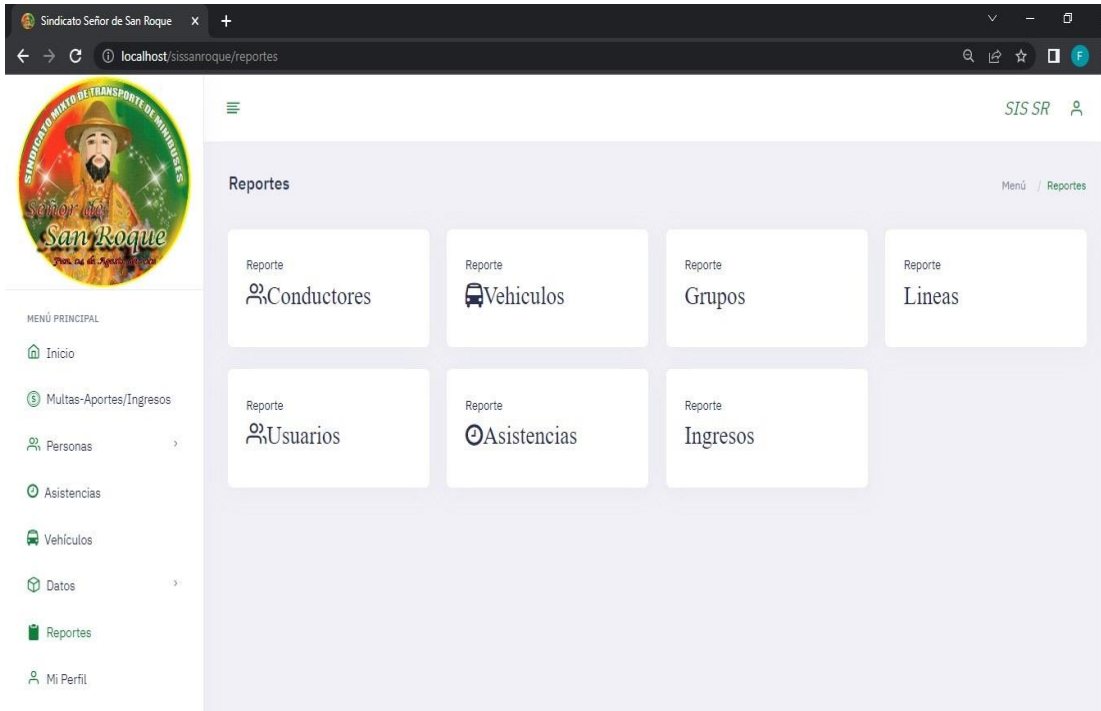 Sindicato Señor de San Roque
localhost/sissanroque/reportes
F
SINDICATO MIXTO DE TRANSPORTE DE MINIBUSES
Señor de
San Roque
SIS SR
Reportes
Menú / Reportes
Reporte
Conductores
Reporte
Vehiculos
Reporte
Grupos
Reporte
Lineas
Reporte
Usuarios
Reporte
Asistencias
Reporte
Ingresos
MENÚ PRINCIPAL
Inicio
Multas-Aportes/Ingresos
Personas
Asistencias
Vehículos
Datos
Reportes
Mi Perfil